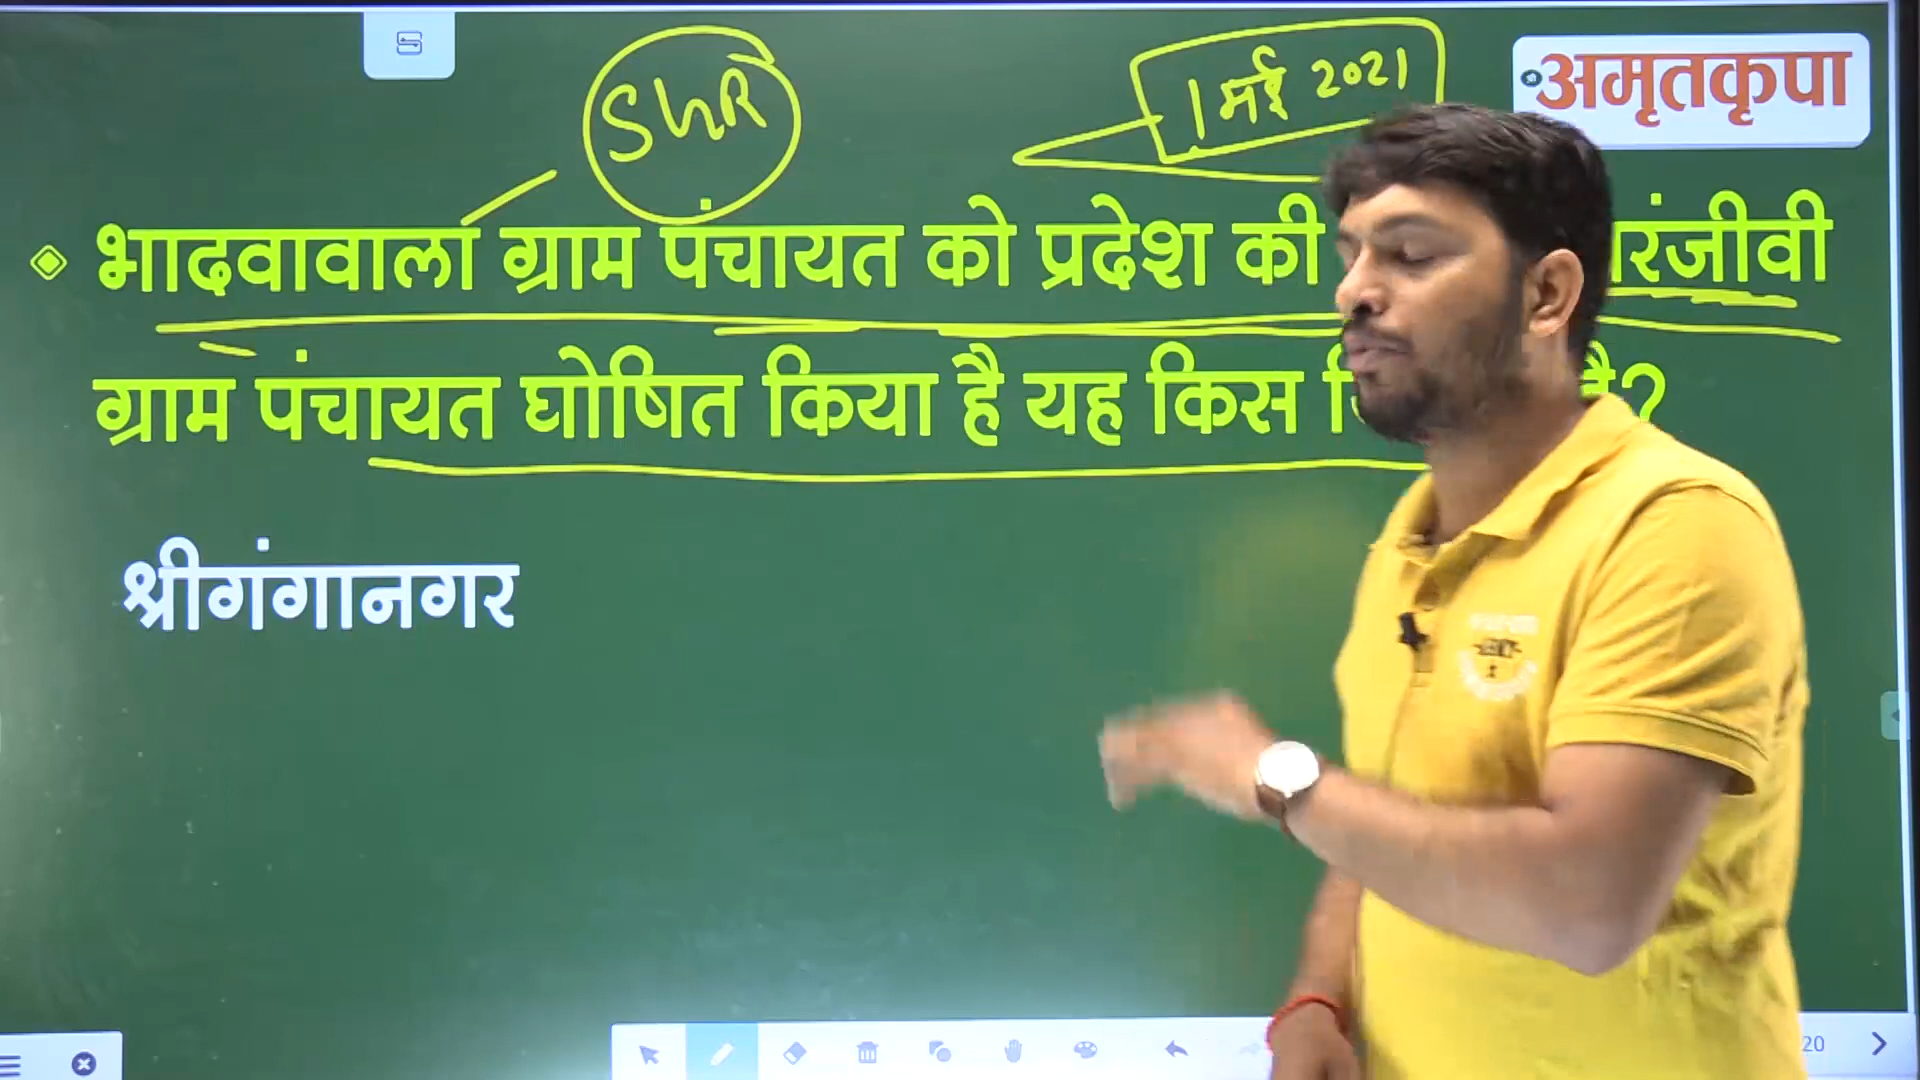 ShR
1 मई 2021
अमृतकृपा
भादवावाला ग्राम पंचायत को प्रदेश की रंजीवी
ग्राम पंचायत घोषित किया है यह किस है?
श्रीगंगानगर
20